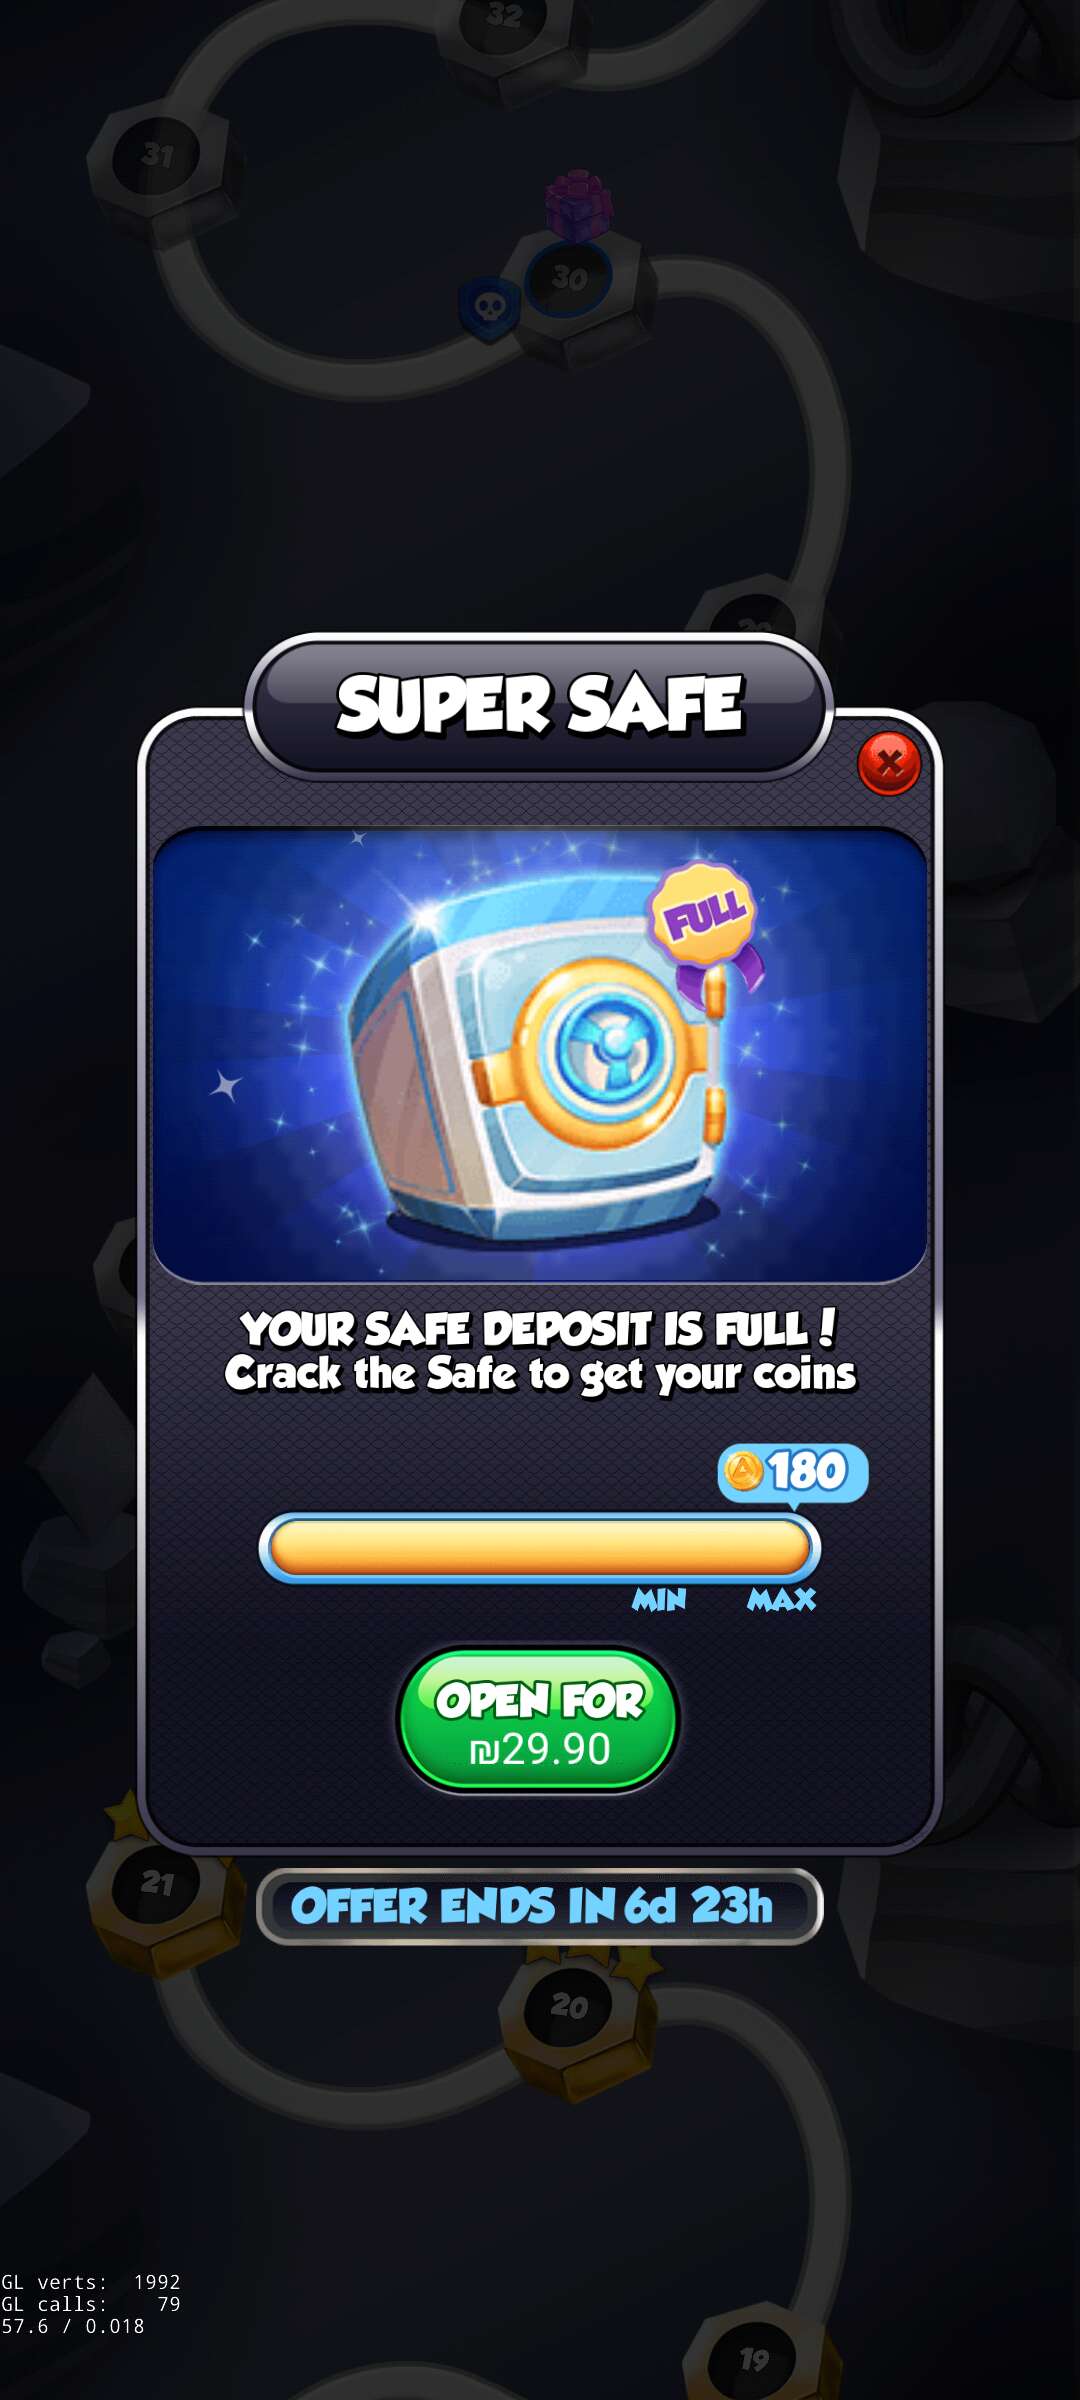 32
31
30
SUPER SAFE
FULL
YOUR SAFE DEPOSIT IS FULL!
Crack the Safe to get your coins
180
MIN MAX
OPEN FOR
₪29.90
21
OFFER ENDS IN 6d 23h
20
GL verts: 1992
GL calls: 79
57.6 / 0.018
19